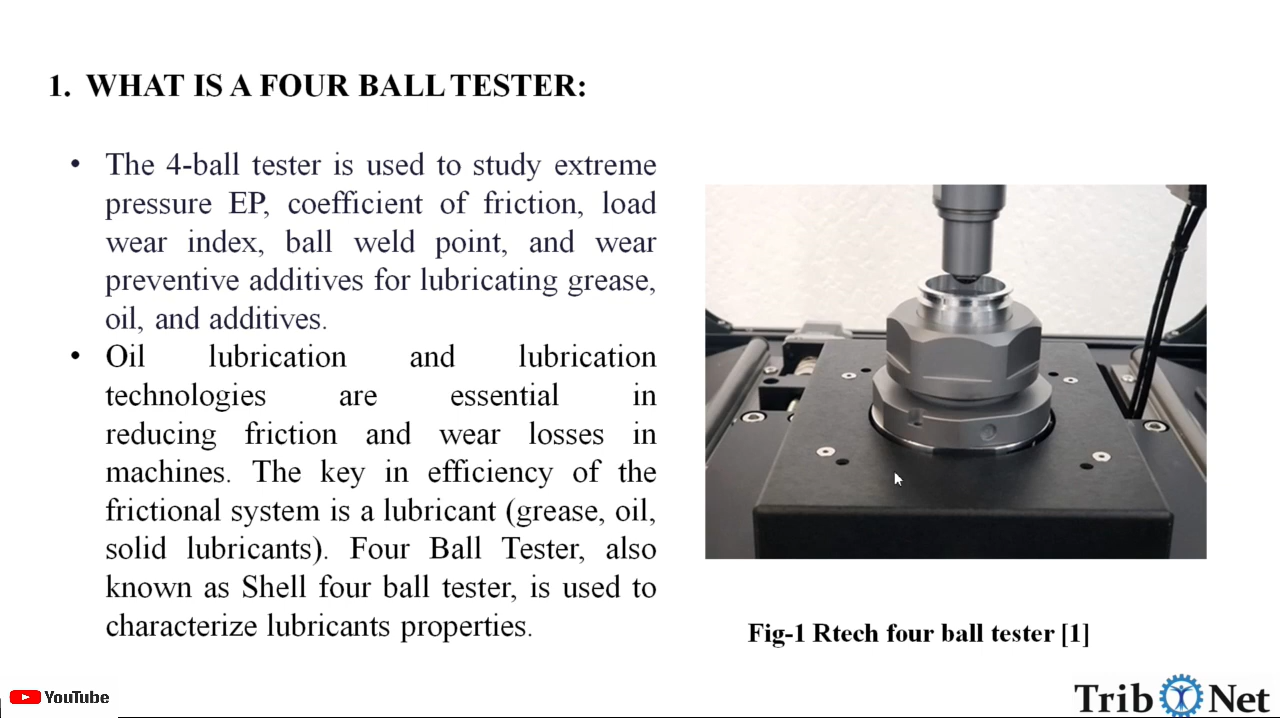 1. WHAT IS A FOUR BALL TESTER:
• The 4-ball tester is used to study extreme
pressure EP, coefficient of friction, load
wear index, ball weld point, and wear
preventive additives for lubricating grease,
oil, and additives.
• Oil lubrication and lubrication
technologies are essential in
reducing friction and wear losses in
machines. The key in efficiency of the
frictional system is a lubricant (grease, oil,
solid lubricants). Four Ball Tester, also
known as Shell four ball tester, is used to
characterize lubricants properties.
Fig-1 Rtech four ball tester [1]
YouTube
Trib Net